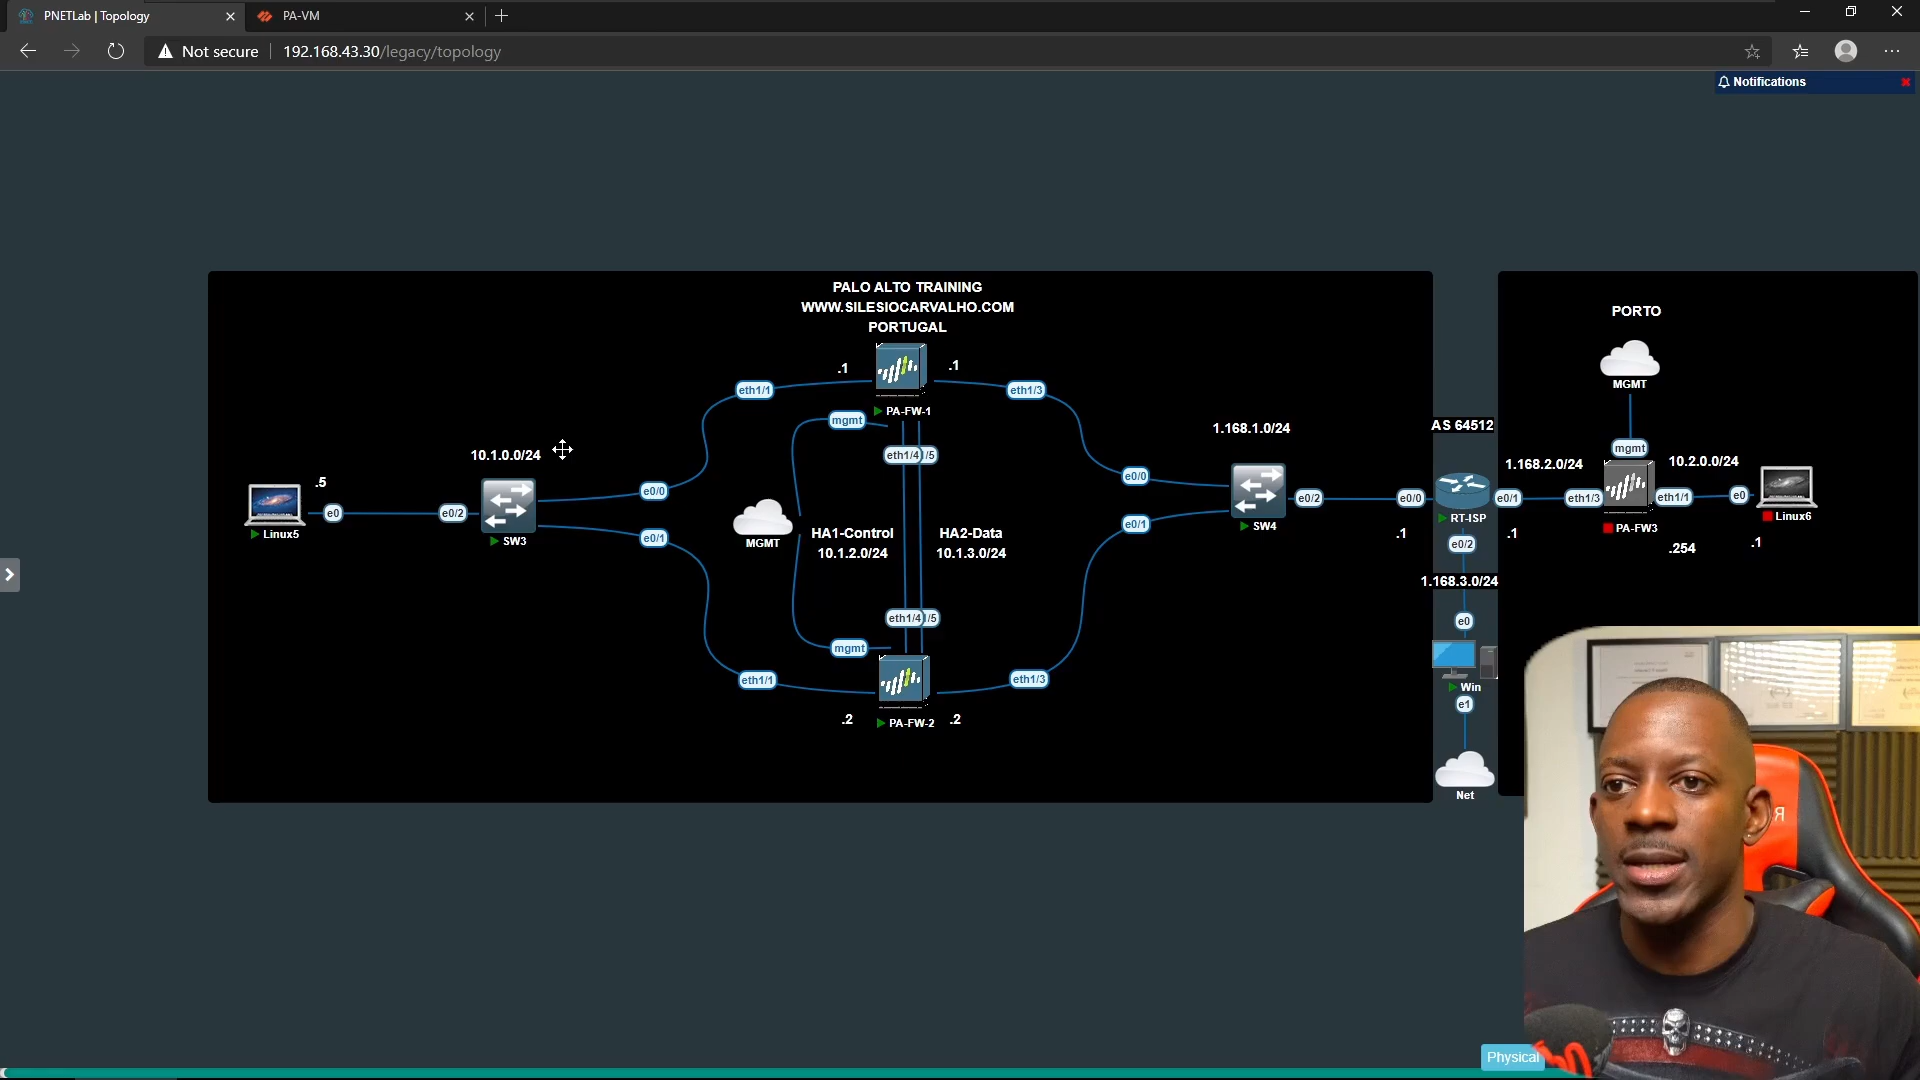 PNETLab | Topology
PA-VM
Not secure
192.168.43.30/legacy/topology
Notifications
PALO ALTO TRAINING
WWW.SILESIOCARVALHO.COM
PORTUGAL
PORTO
.1
.1
MGMT
eth1/1
eth1/3
PA-FW-1
mgmt
1.168.1.0/24
AS 64512
mgmt
10.1.0.0/24
eth1/4
/5
1.168.2.0/24
10.2.0.0/24
.5
e0/0
e0/0
e0
e0/2
e0/2
e0/0
e0/1
eth1/3
eth1/1
e0
Linux5
SW3
e0/1
MGMT
HA1-Control
10.1.2.0/24
HA2-Data
10.1.3.0/24
e0/1
SW4
.1
RT-ISP
.1
PA-FW3
Linux6
e0/2
.254
.1
1.168.3.0/24
eth1/4
/5
e0
mgmt
eth1/1
eth1/3
Win
e1
.2
PA-FW-2
.2
Net
Physical